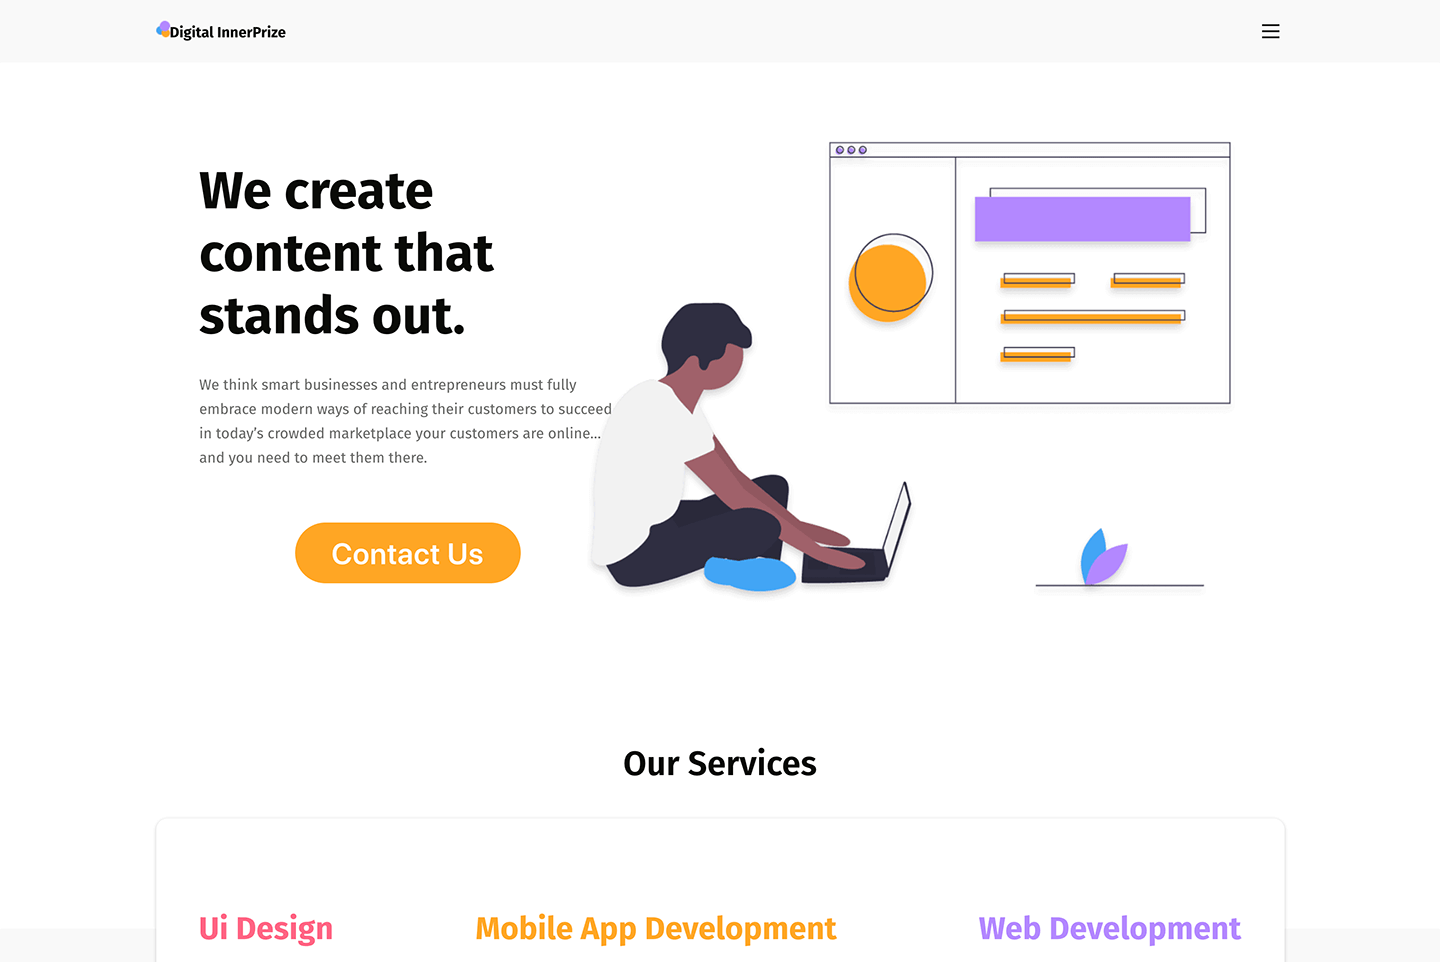 Digital InnerPrize
We create
content that
stands out.
We think smart businesses and entrepreneurs must fully
embrace modern ways of reaching their customers to succeed
in today’s crowded marketplace your customers are online...
and you need to meet them there.
Contact Us
Our Services
Ui Design
Mobile App Development
Web Development